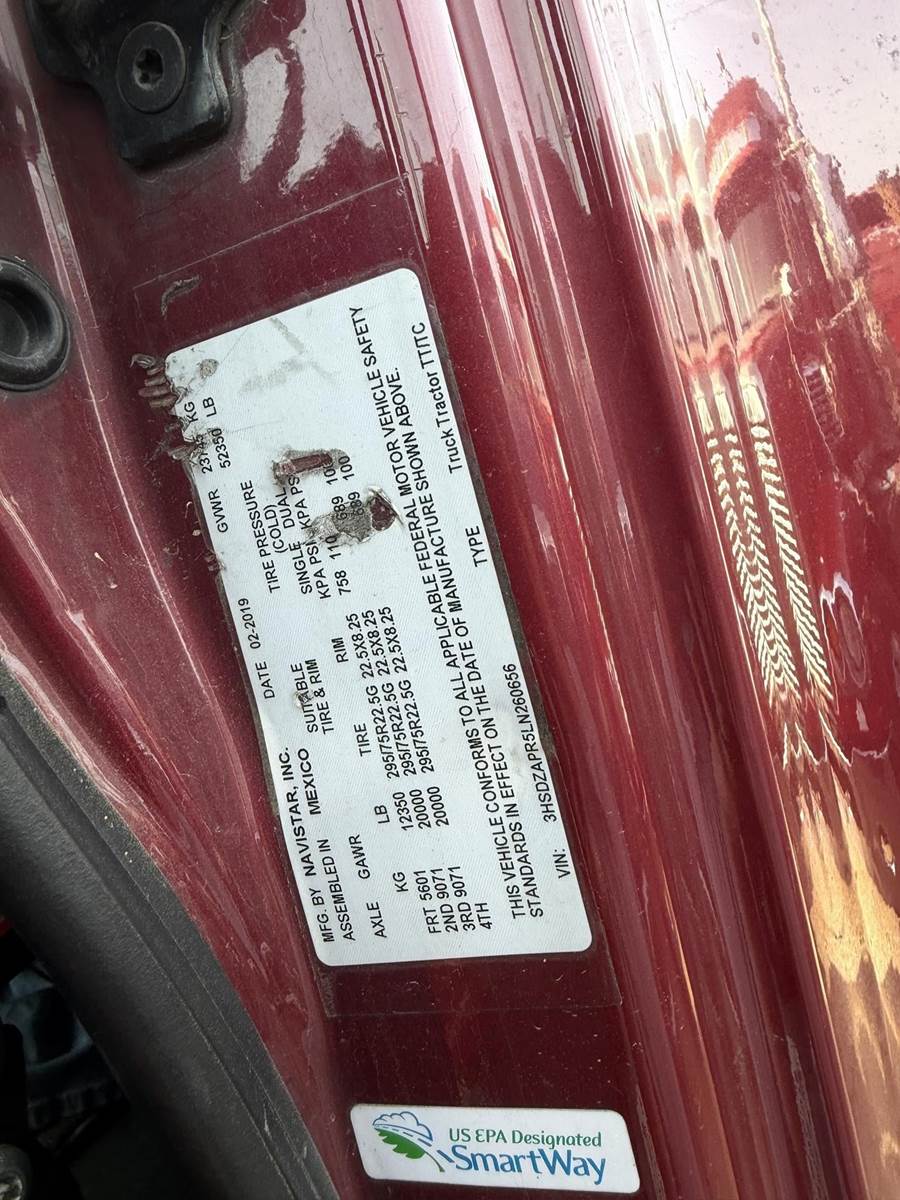 MFG. BY NAVISTAR, INC. DATE 02-2019 GVWR KG
ASSEMBLED IN MEXICO 52350 LB
SUITABLE TIRE PRESSURE
TIRE & RIM (COLD)
AXLE GAWR SINGLE DUAL
KG LB TIRE RIM KPA PSI KPA PSI
FRT 5601 12350 295/75R22.5G 22.5X8.25 758 110
2ND 9071 20000 295/75R22.5G 22.5X8.25 689 100
3RD 9071 20000 295/75R22.5G 22.5X8.25 689 100
4TH
THIS VEHICLE CONFORMS TO ALL APPLICABLE FEDERAL MOTOR VEHICLE SAFETY
STANDARDS IN EFFECT ON THE DATE OF MANUFACTURE SHOWN ABOVE.
VIN: 3HSDZAPR5LN260656 TYPE Truck Tractor TT/TC
US EPA Designated
SmartWay